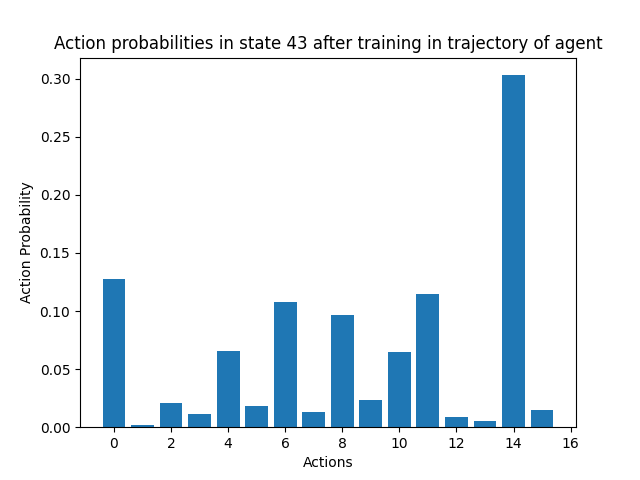 Action probabilities in state 43 after training in trajectory of agent
0.30
0.25
0.20
0.15
0.10
0.05
0.00
Action Probability
0 2 4 6 8 10 12 14 16
Actions